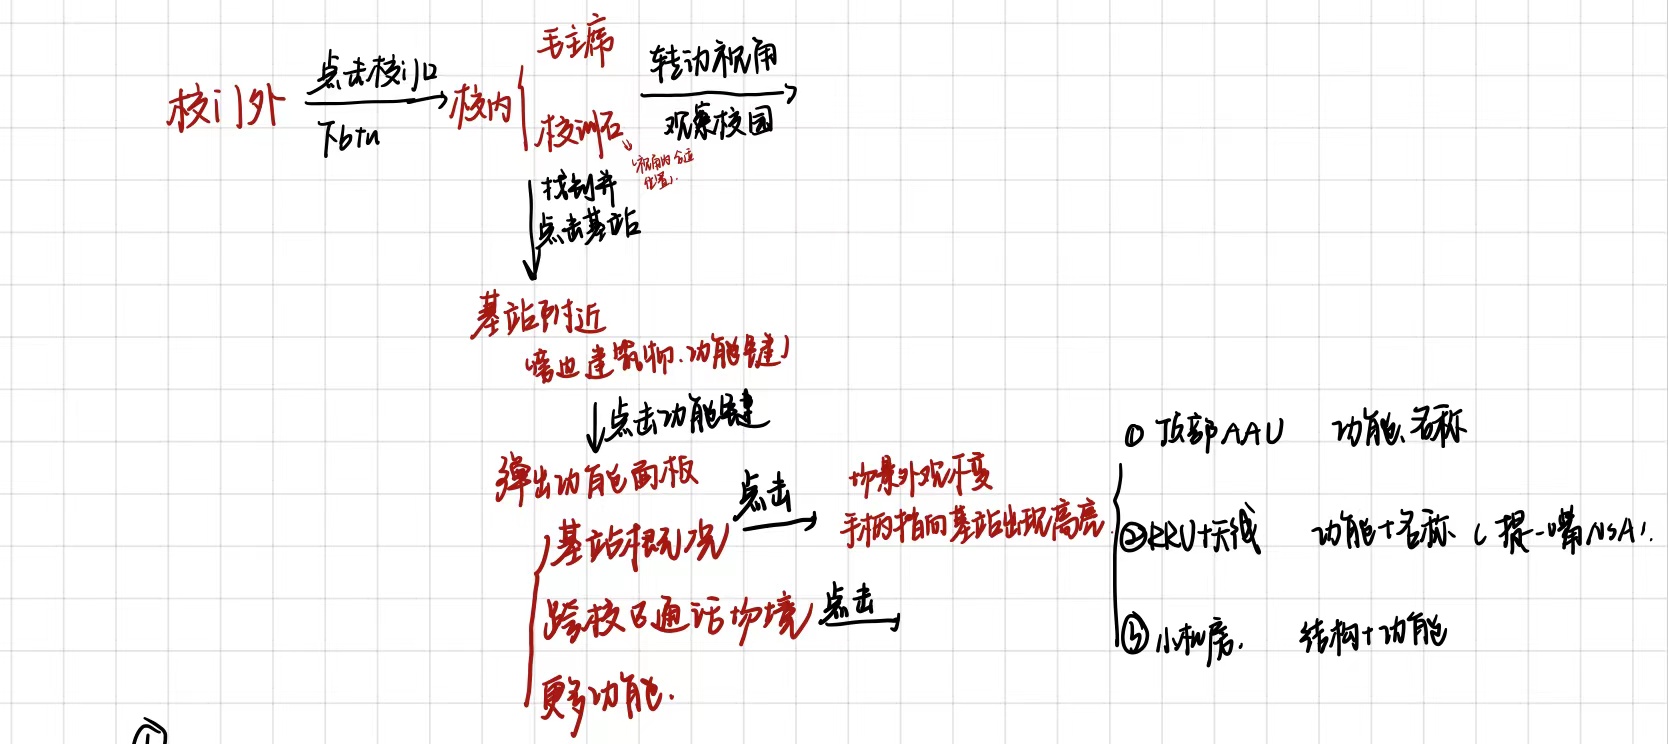 校门外
点击校门口
下btn
校内
毛主席
校训石
视角的合适
位置
转动视角
观察校园
找到并
点击基站
基站附近
(旁边建筑物.功能键)
点击功能键
弹出功能面板
基站概况
点击
场景外观不变
手柄指向基站出现高亮
① 顶部AAU 功能、名称
②RRU+天线 功能+名称 (提一嘴NSA).
③小机房. 结构+功能
跨校区通话场境
点击
更多功能.
①